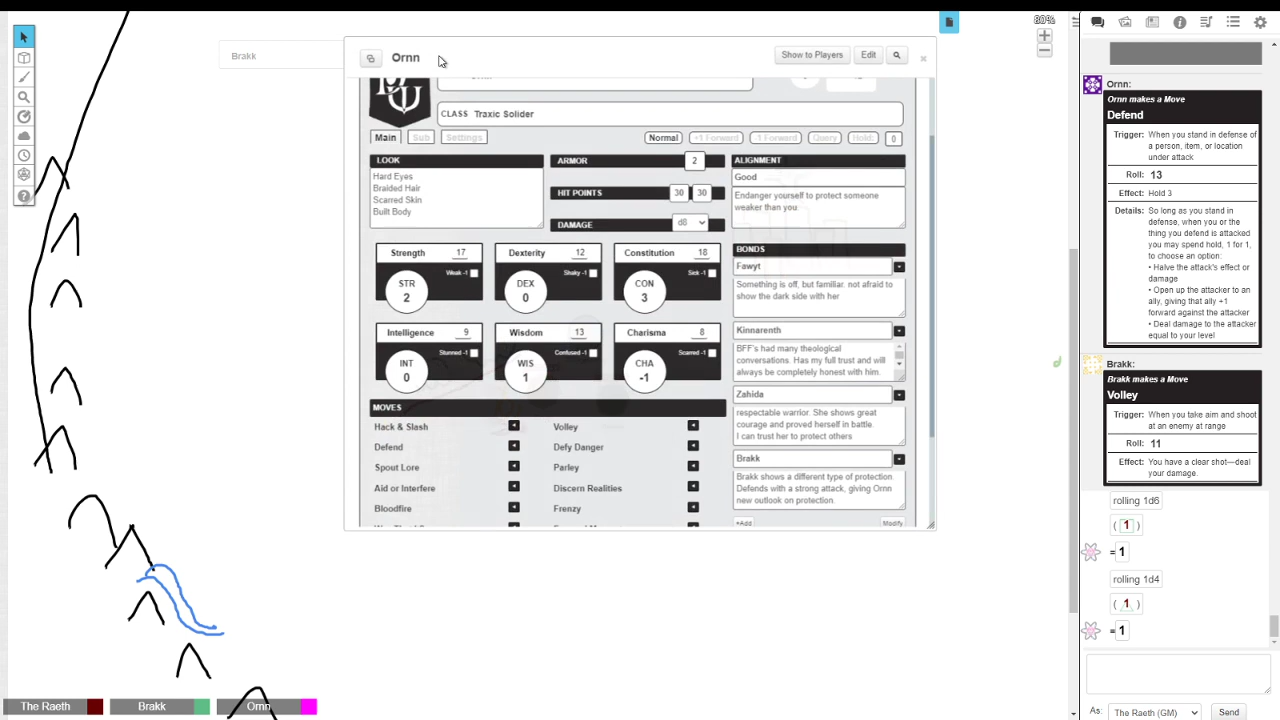 80%
Brakk
Ornn
Show to Players
Edit
CLASS Traxic Solider
Main
Sub
Settings
Normal
+1 Forward
-1 Forward
Query
Hold:
0
LOOK
Hard Eyes
Braided Hair
Scarred Skin
Built Body
ARMOR
2
HIT POINTS
30
30
DAMAGE
d8
ALIGNMENT
Good
Endanger yourself to protect someone
weaker than you
Strength 17
Weak -1
STR
2
Dexterity 12
Shaky -1
DEX
0
Constitution 18
Sick -1
CON
3
Intelligence 9
Stunned -1
INT
0
Wisdom 13
Confused -1
WIS
1
Charisma 8
Scarred -1
CHA
-1
BONDS
Fawyt
Something is off, but familiar. not afraid to
show the dark side with her
Kinnarenth
BFF's had many theological
conversations. Has my full trust and will
always be completely honest with him.
Zahida
respectable warrior. She shows great
courage and proved herself in battle.
I can trust her to protect others
Brakk
Brakk shows a different type of protection.
Defends with a strong attack, giving Ornn
new outlook on protection.
+Add
Modify
MOVES
Hack & Slash
Volley
Defend
Defy Danger
Spout Lore
Parley
Aid or Interfere
Discern Realities
Bloodfire
Frenzy
Ornn:
Ornn makes a Move
Defend
Trigger: When you stand in defense of
a person, item, or location
under attack
Roll: 13
Effect: Hold 3
Details: So long as you stand in
defense, when you or the
thing you defend is attacked
you may spend hold, 1 for 1,
to choose an option:
• Halve the attack's effect or
damage
• Open up the attacker to an
ally, giving that ally +1
forward against the attacker
• Deal damage to the attacker
equal to your level
Brakk:
Brakk makes a Move
Volley
Trigger: When you take aim and shoot
at an enemy at range
Roll: 11
Effect: You have a clear shot—deal
your damage.
rolling 1d6
( 1 )
= 1
rolling 1d4
( 1 )
= 1
As: The Raeth (GM)
Send
The Raeth
Brakk
Ornn